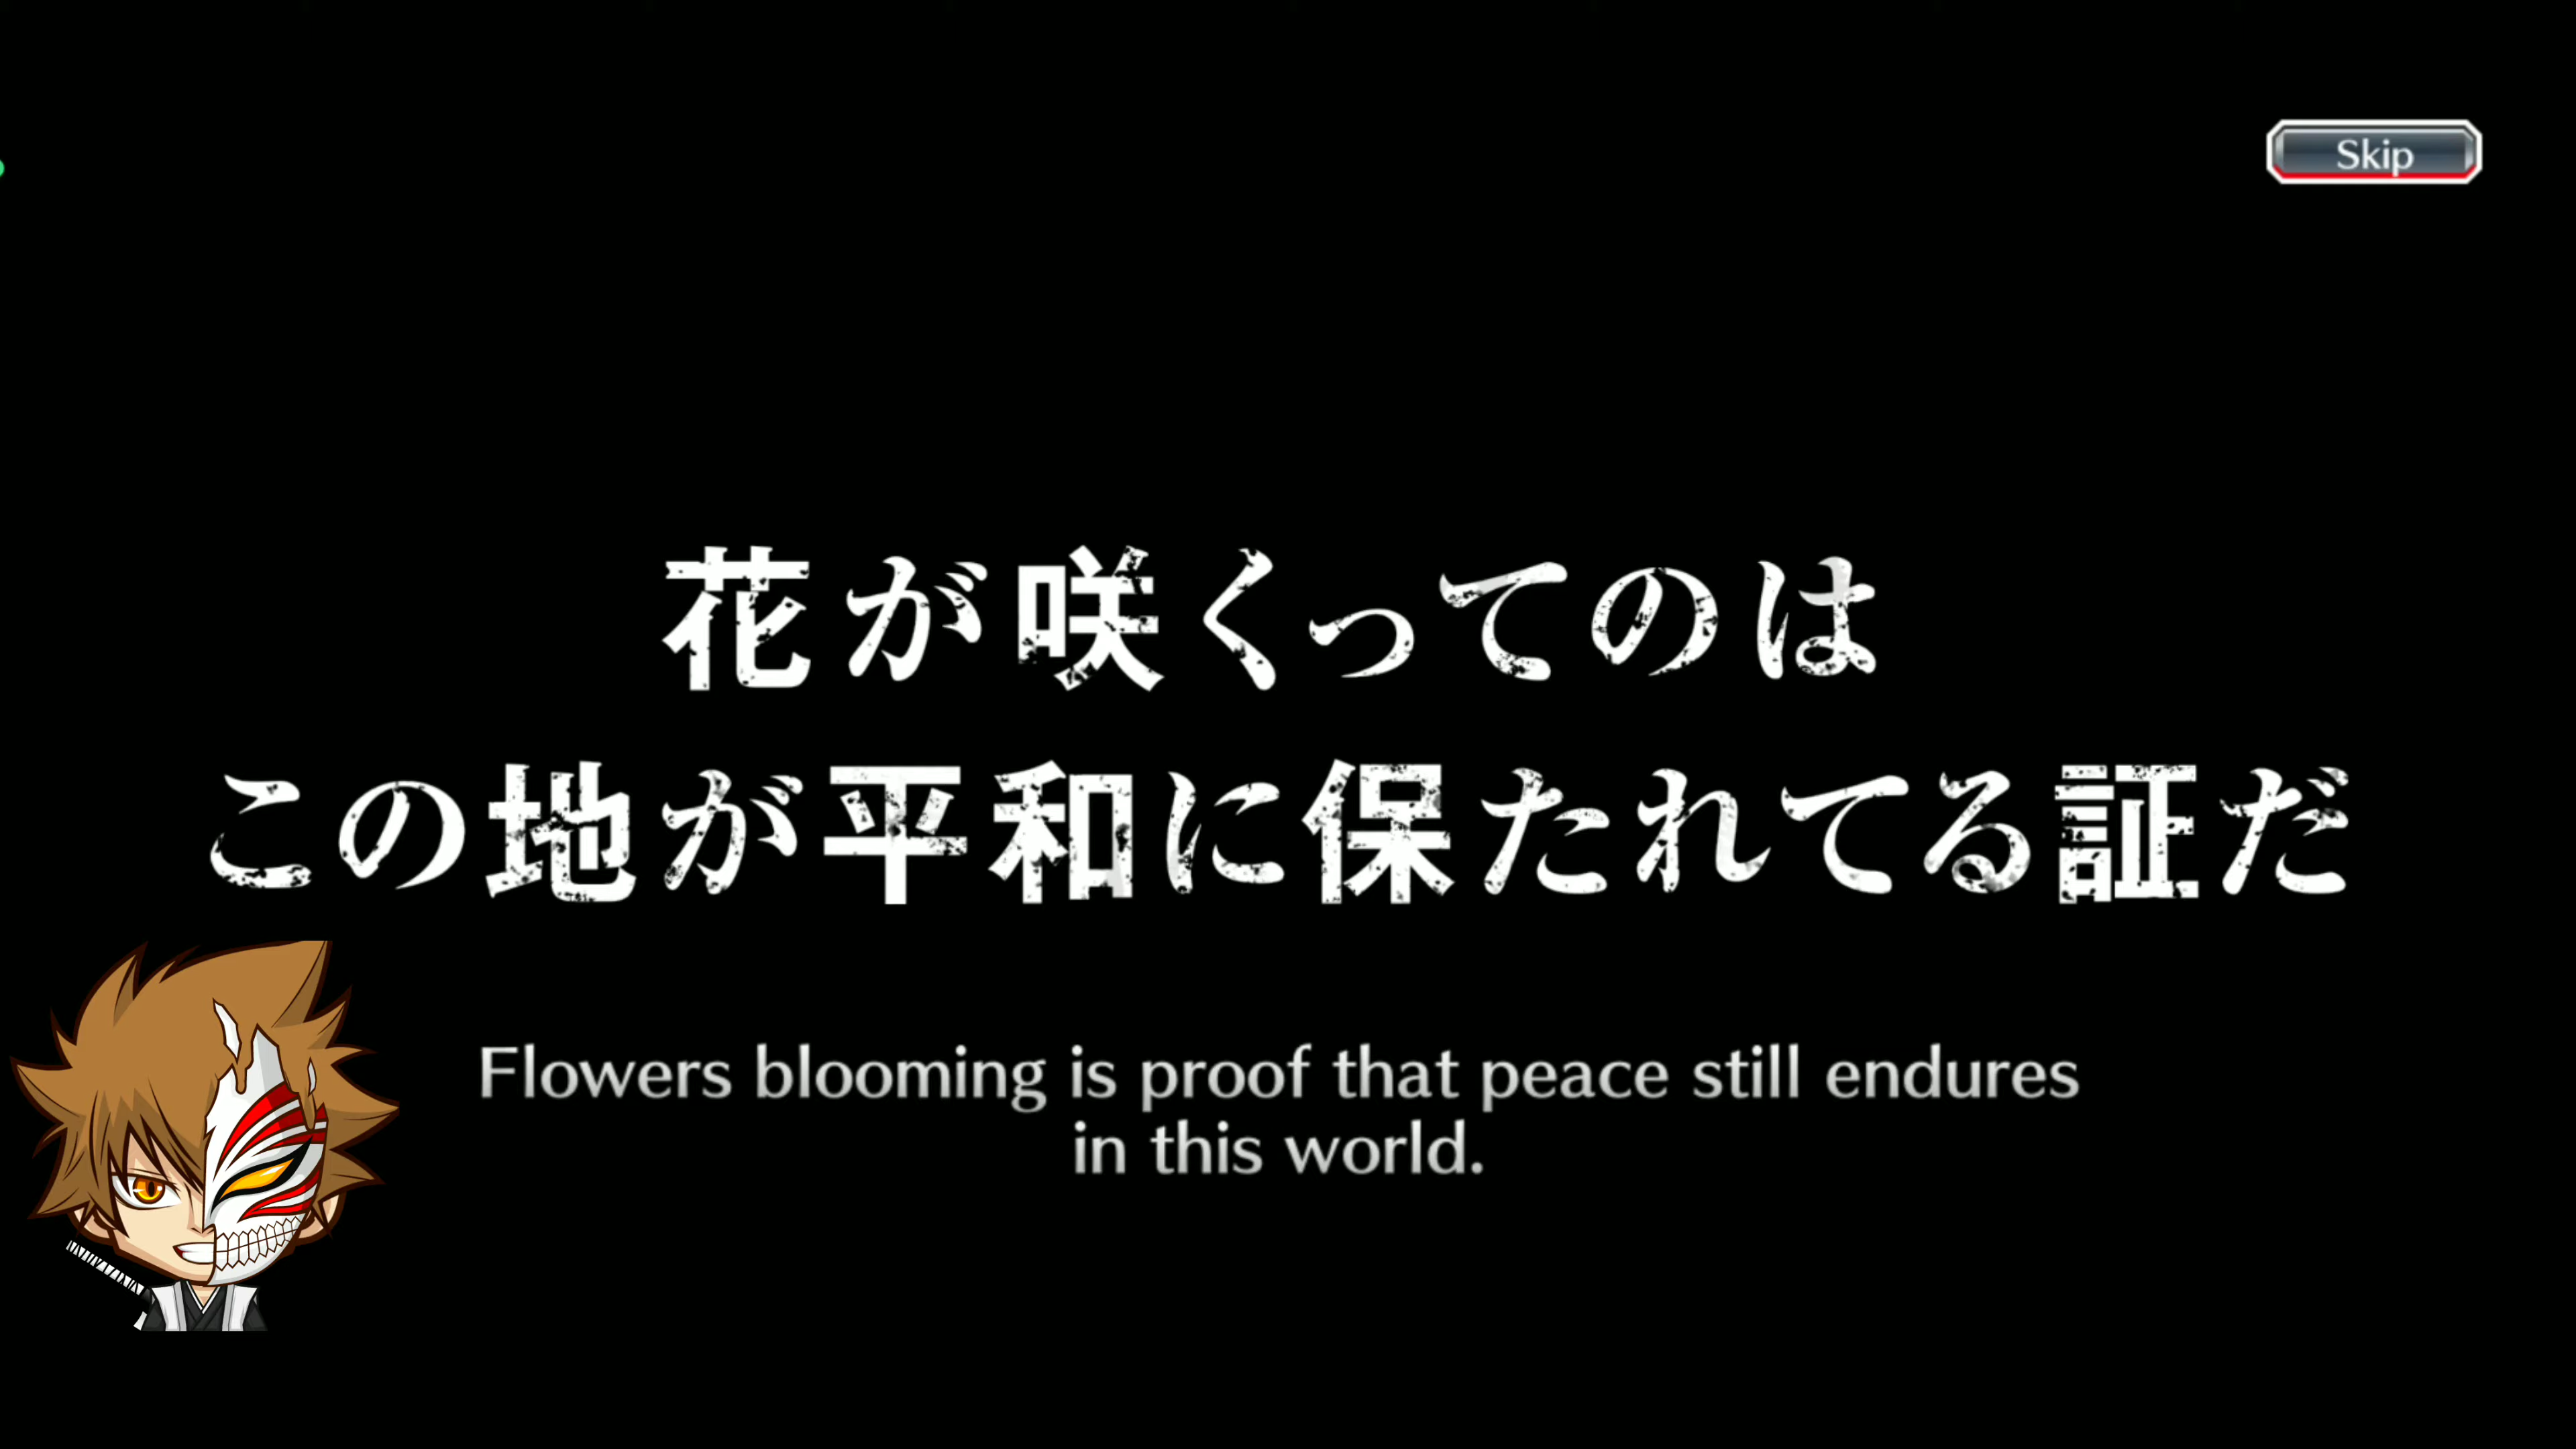 Skip
花が咲くってのは
この地が平和に保たれてる証だ
Flowers blooming is proof that peace still endures
in this world.